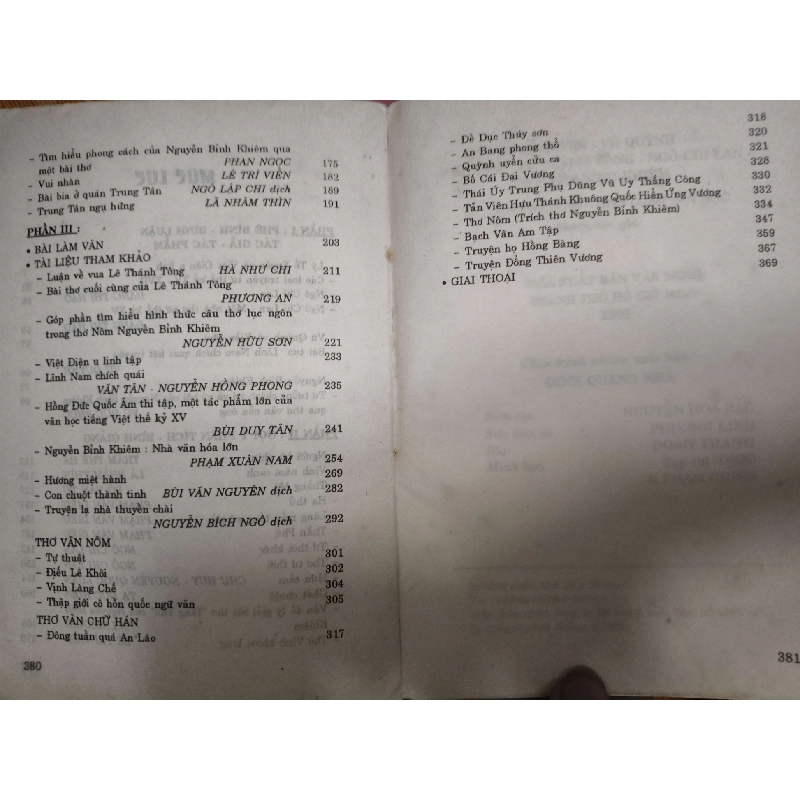 - Tìm hiểu phong cách của Nguyễn Bỉnh Khiêm qua
một bài thơ PHAN NGỌC 175
- Vui nhàn LÊ TRÍ VIỄN 182
- Bài bia ở quán Trung Tân NGÔ LẬP CHI dịch 189
- Trung Tân ngụ hứng LÃ NHÂM THÌN 191
PHẦN III :
• BÀI LÀM VĂN 203
• TÀI LIỆU THAM KHẢO
- Luận về vua Lê Thánh Tông HÀ NHƯ CHI 211
- Bài thơ cuối cùng của Lê Thánh Tông
PHƯƠNG AN 219
- Góp phần tìm hiểu hình thức câu thơ lục ngôn
trong thơ Nôm Nguyễn Bỉnh Khiêm
NGUYỄN HỮU SƠN 221
- Việt Điện u linh tập 233
- Lĩnh Nam chích quái
VĂN TÂN - NGUYỄN HỒNG PHONG 235
- Hồng Đức Quốc Âm thi tập, một tác phẩm lớn của
văn học tiếng Việt thế kỷ XV
BÙI DUY TÂN 241
- Nguyễn Bỉnh Khiêm : Nhà văn hóa lớn
PHẠM XUÂN NAM 254
- Hương miệt hành 269
- Con chuột thành tinh BÙI VĂN NGUYÊN dịch 282
- Truyện lạ nhà thuyền chài
NGUYỄN BÍCH NGÔ dịch 292
THƠ VĂN NÔM
- Tự thuật 301
- Điếu Lê Khôi 302
- Vịnh Làng Chế 304
- Thập giới cô hồn quốc ngữ văn 305
THƠ VĂN CHỮ HÁN
- Đông tuần quá An Lão 317
380
- Đề Dục Thúy sơn 318
- An Bang phong thổ 320
- Quỳnh uyển cửu ca 321
- Bố Cái Đại Vương 328
- Thái Úy Trung Phụ Dũng Vũ Uy Thắng Công 330
- Tản Viên Hựu Thánh Khuông Quốc Hiển Ứng Vương 332
- Thơ Nôm (Trích thơ Nguyễn Bỉnh Khiêm) 334
- Bạch Vân Am Tập 347
- Truyện họ Hồng Bàng 359
- Truyện Đổng Thiên Vương 367
• GIAI THOẠI 369
381